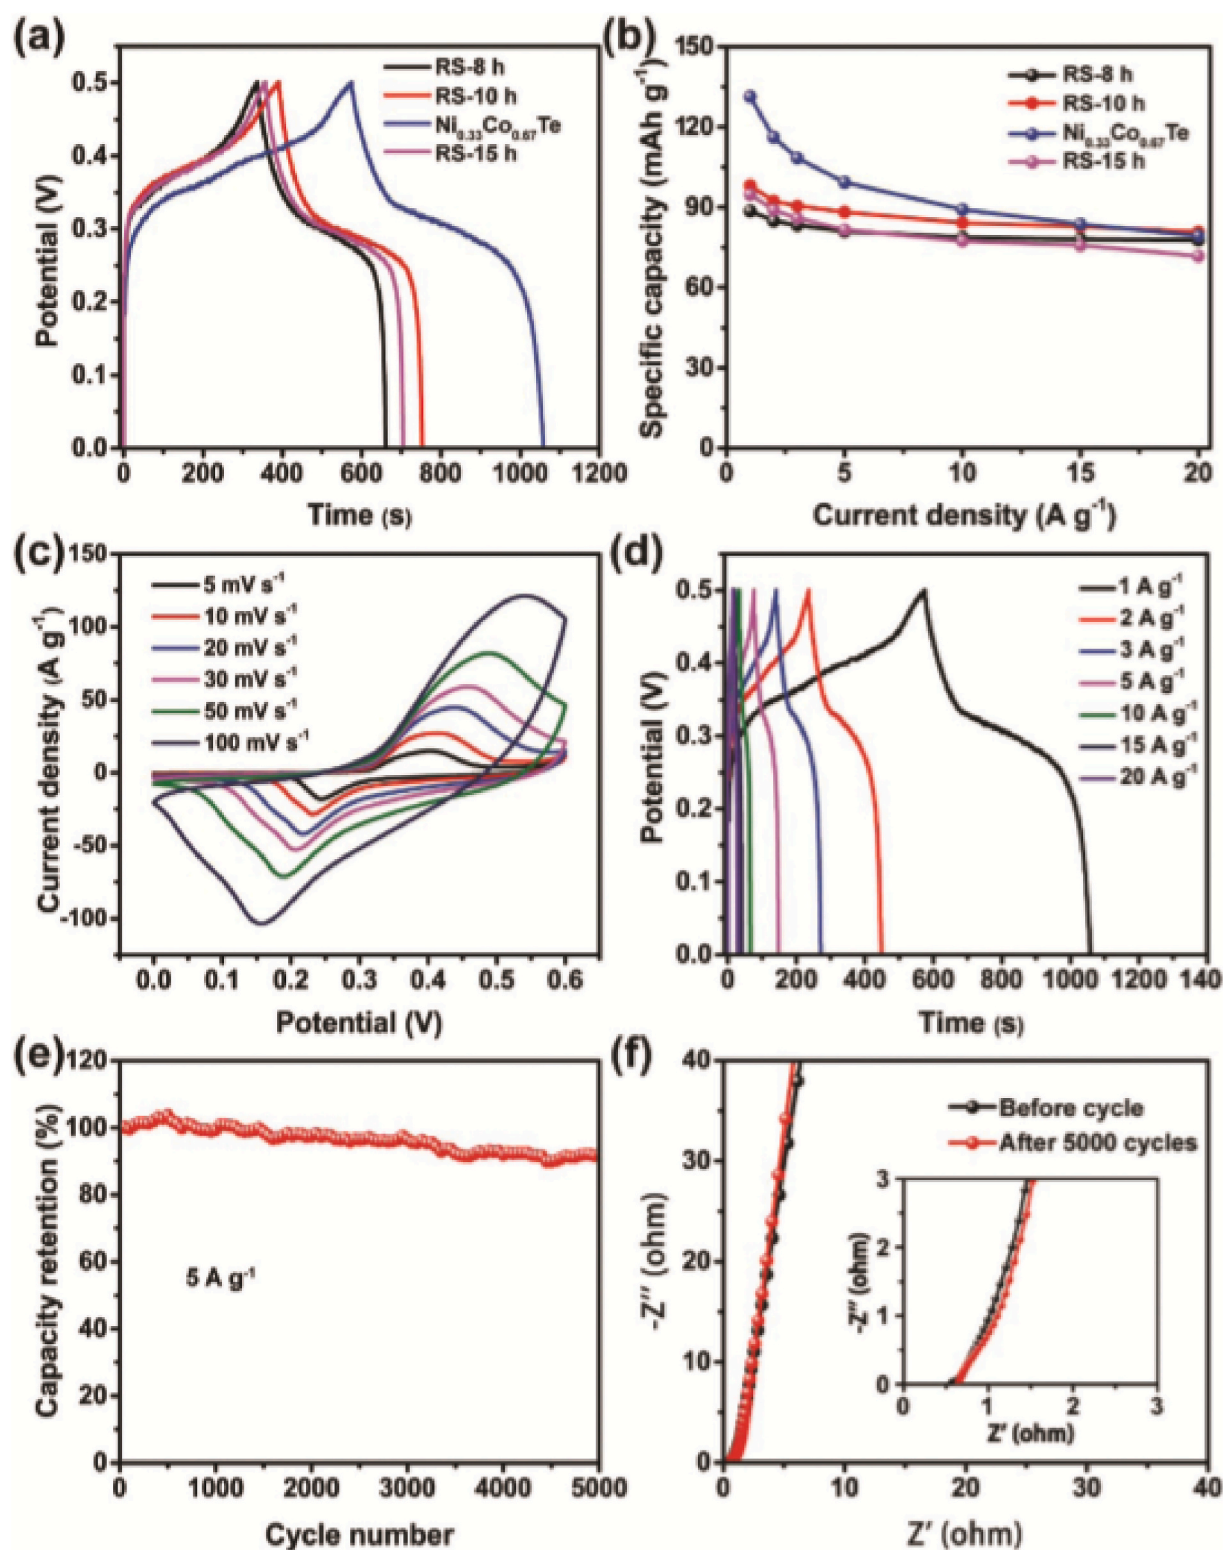 (a)
RS-8 h
RS-10 h
Ni0.33Co0.67Te
RS-15 h
0.5
0.4
0.3
0.2
0.1
0.0
Potential (V)
0 200 400 600 800 1000 1200
Time (s)
(b)
150
120
90
60
30
0
Specific capacity (mAh g-1)
RS-8 h
RS-10 h
Ni0.33Co0.67Te
RS-15 h
0 5 10 15 20
Current density (A g-1)
(c)
150
100
50
0
-50
-100
Current density (A g-1)
5 mV s-1
10 mV s-1
20 mV s-1
30 mV s-1
50 mV s-1
100 mV s-1
0.0 0.1 0.2 0.3 0.4 0.5 0.6
Potential (V)
(d)
0.5
0.4
0.3
0.2
0.1
0.0
Potential (V)
1 A g-1
2 A g-1
3 A g-1
5 A g-1
10 A g-1
15 A g-1
20 A g-1
0 200 400 600 800 1000 1200 140
Time (s)
(e)
120
100
80
60
40
20
0
Capacity retention (%)
5 A g-1
0 1000 2000 3000 4000 5000
Cycle number
(f)
40
30
20
10
0
-Z'' (ohm)
Before cycle
After 5000 cycles
3
2
1
0
-Z'' (ohm)
0 1 2 3
Z' (ohm)
0 10 20 30 40
Z' (ohm)